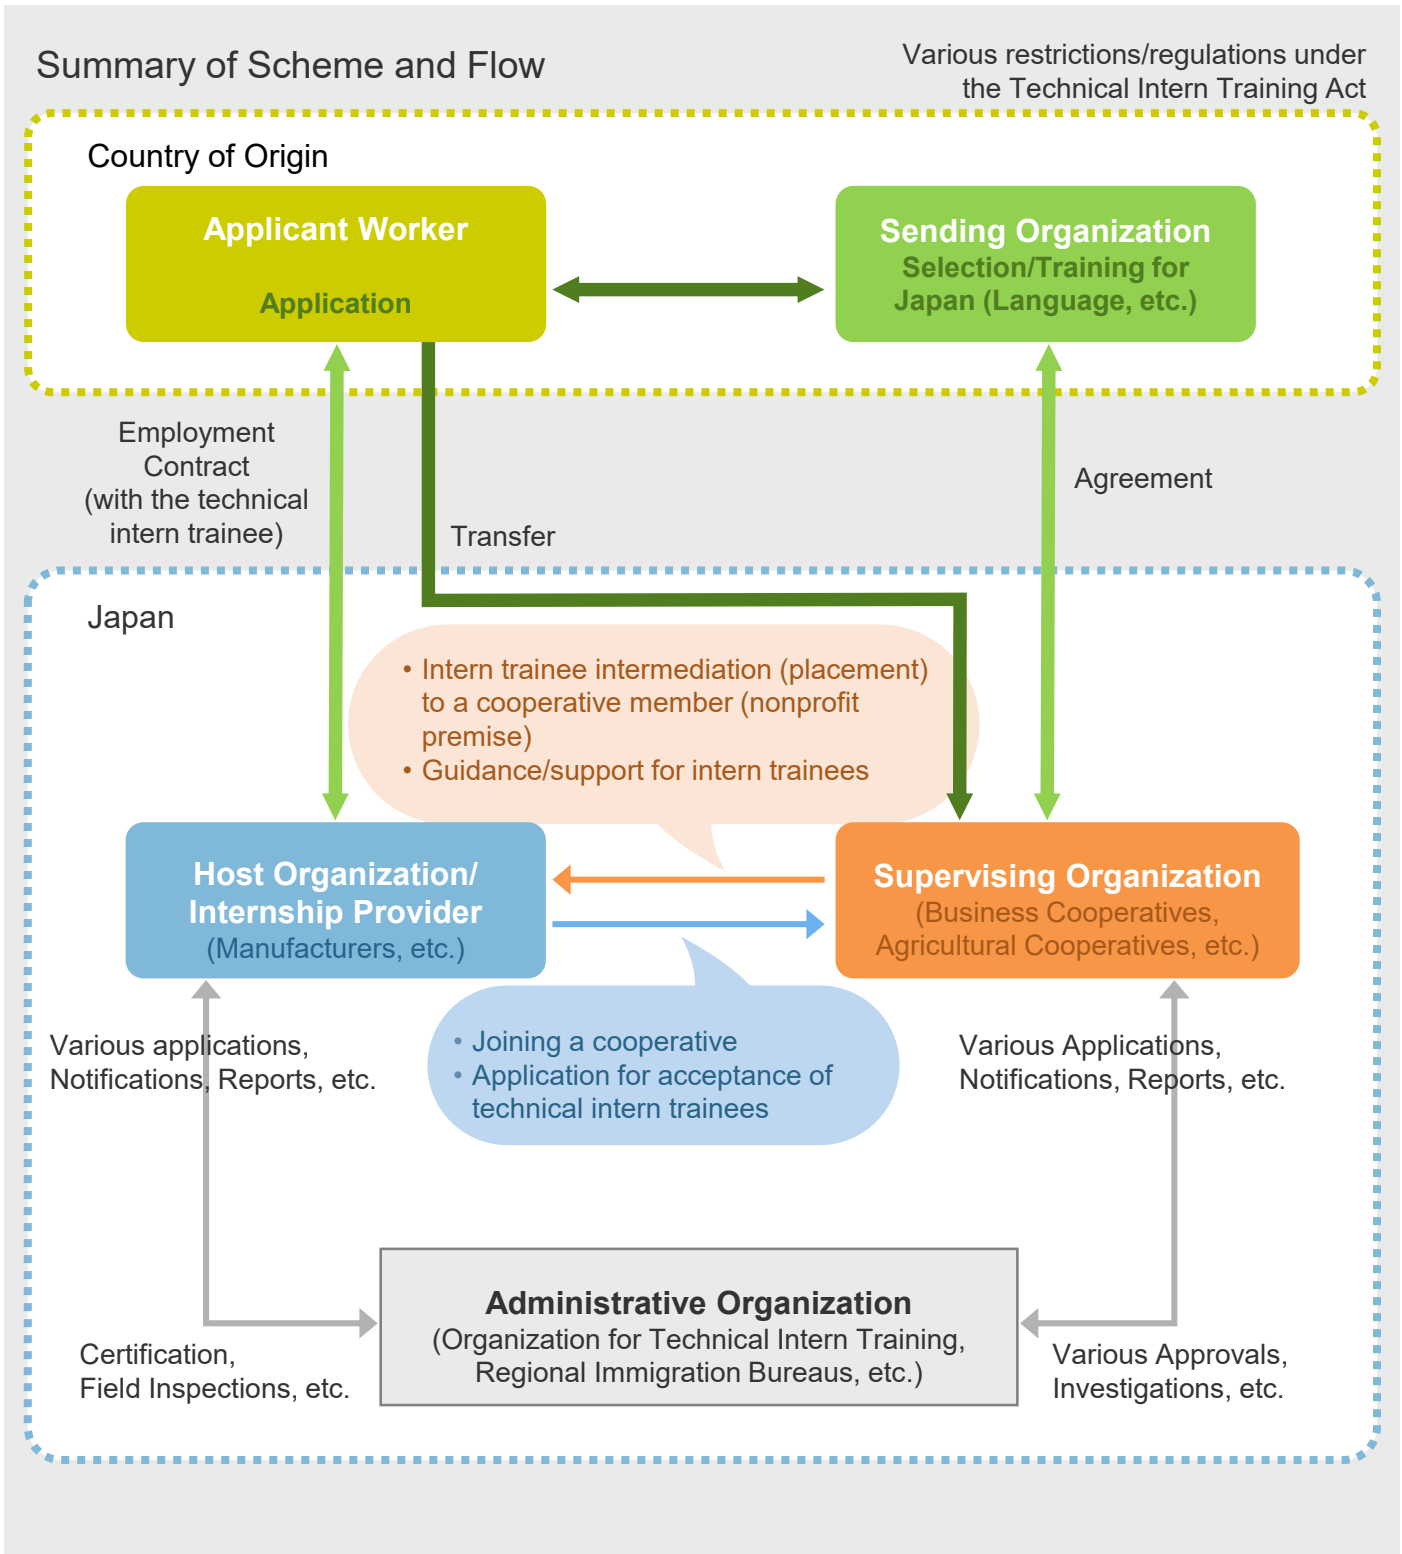 Summary of Scheme and Flow
Various restrictions/regulations under
the Technical Intern Training Act
Country of Origin
Applicant Worker
Application
Sending Organization
Selection/Training for
Japan (Language, etc.)
Employment
Contract
(with the technical
intern trainee)
Transfer
Agreement
Japan
• Intern trainee intermediation (placement)
to a cooperative member (nonprofit
premise)
• Guidance/support for intern trainees
Host Organization/
Internship Provider
(Manufacturers, etc.)
Supervising Organization
(Business Cooperatives,
Agricultural Cooperatives, etc.)
• Joining a cooperative
• Application for acceptance of
technical intern trainees
Various applications,
Notifications, Reports, etc.
Various Applications,
Notifications, Reports, etc.
Administrative Organization
(Organization for Technical Intern Training,
Regional Immigration Bureaus, etc.)
Certification,
Field Inspections, etc.
Various Approvals,
Investigations, etc.